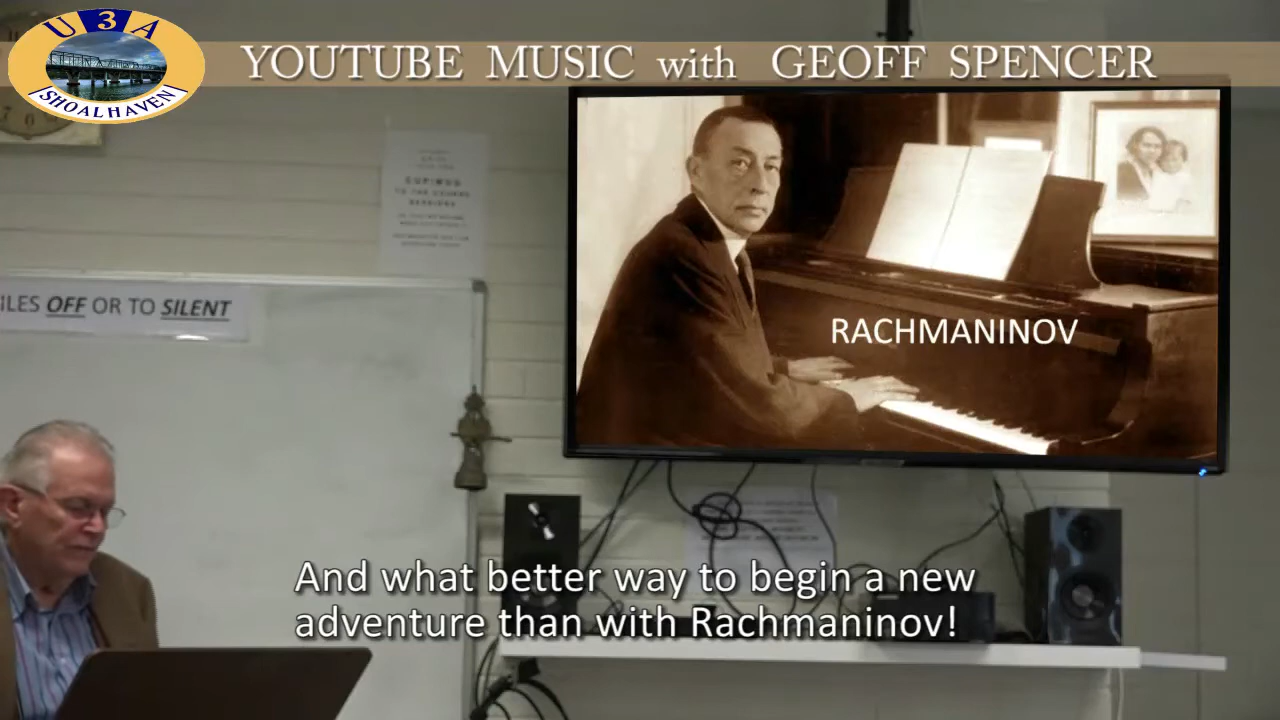 U 3 A
SHOALHAVEN
YOUTUBE MUSIC with GEOFF SPENCER
ILES OFF OR TO SILENT
RACHMANINOV
And what better way to begin a new
adventure than with Rachmaninov!